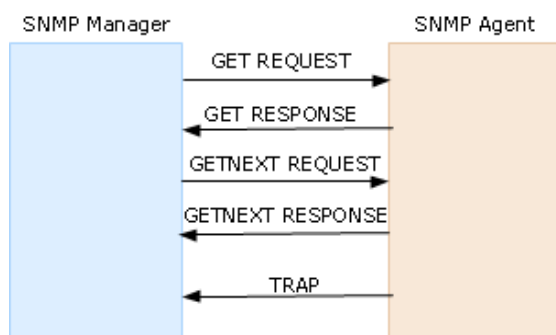 SNMP Manager
SNMP Agent
GET REQUEST
GET RESPONSE
GETNEXT REQUEST
GETNEXT RESPONSE
TRAP